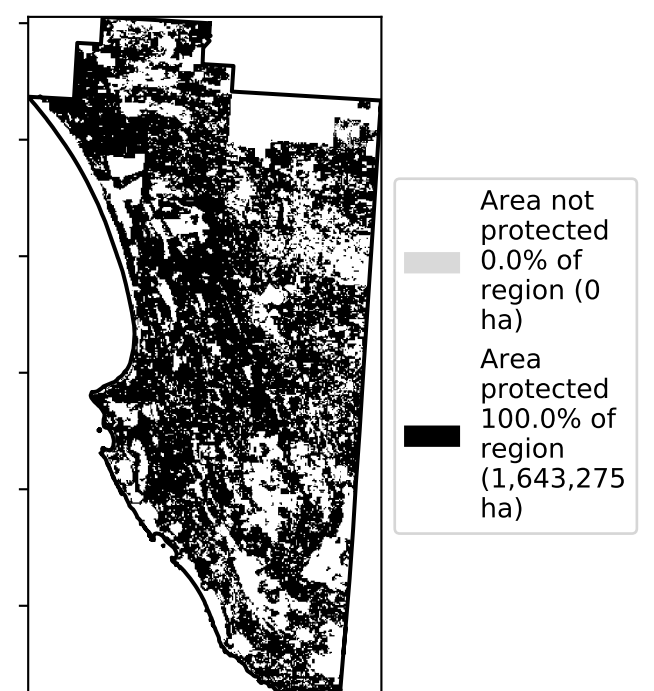 Area not
protected
0.0% of
region (0
ha)
Area
protected
100.0% of
region
(1,643,275
ha)